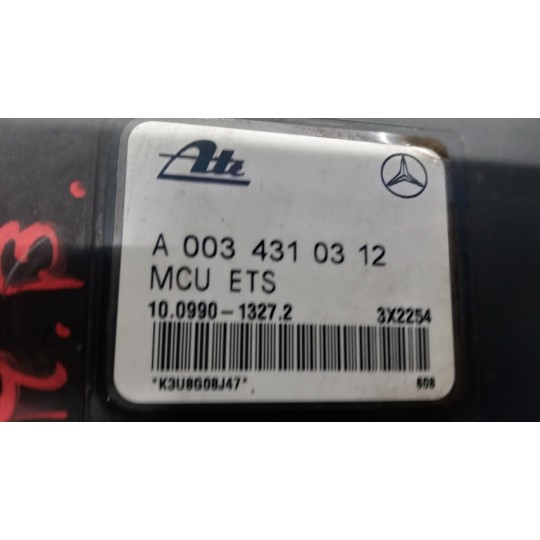 Ate
A 003 431 03 12
MCU ETS
10.0990-1327.2 3X2254
*K3U8G08J47* 608